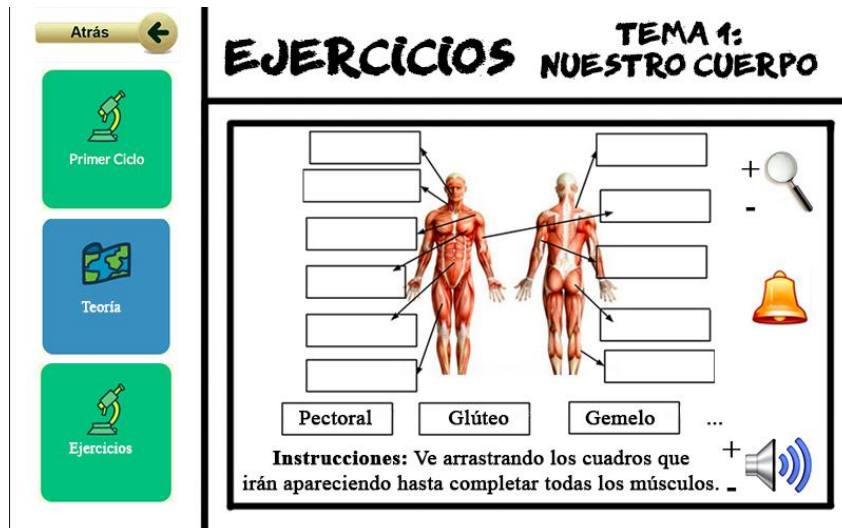 Atrás
EJERCICIOS
TEMA 1:
NUESTRO CUERPO
Primer Ciclo
Teoría
Ejercicios
+
-
Pectoral
Glúteo
Gemelo
...
Instrucciones: Ve arrastrando los cuadros que
irán apareciendo hasta completar todas los músculos.
+
-